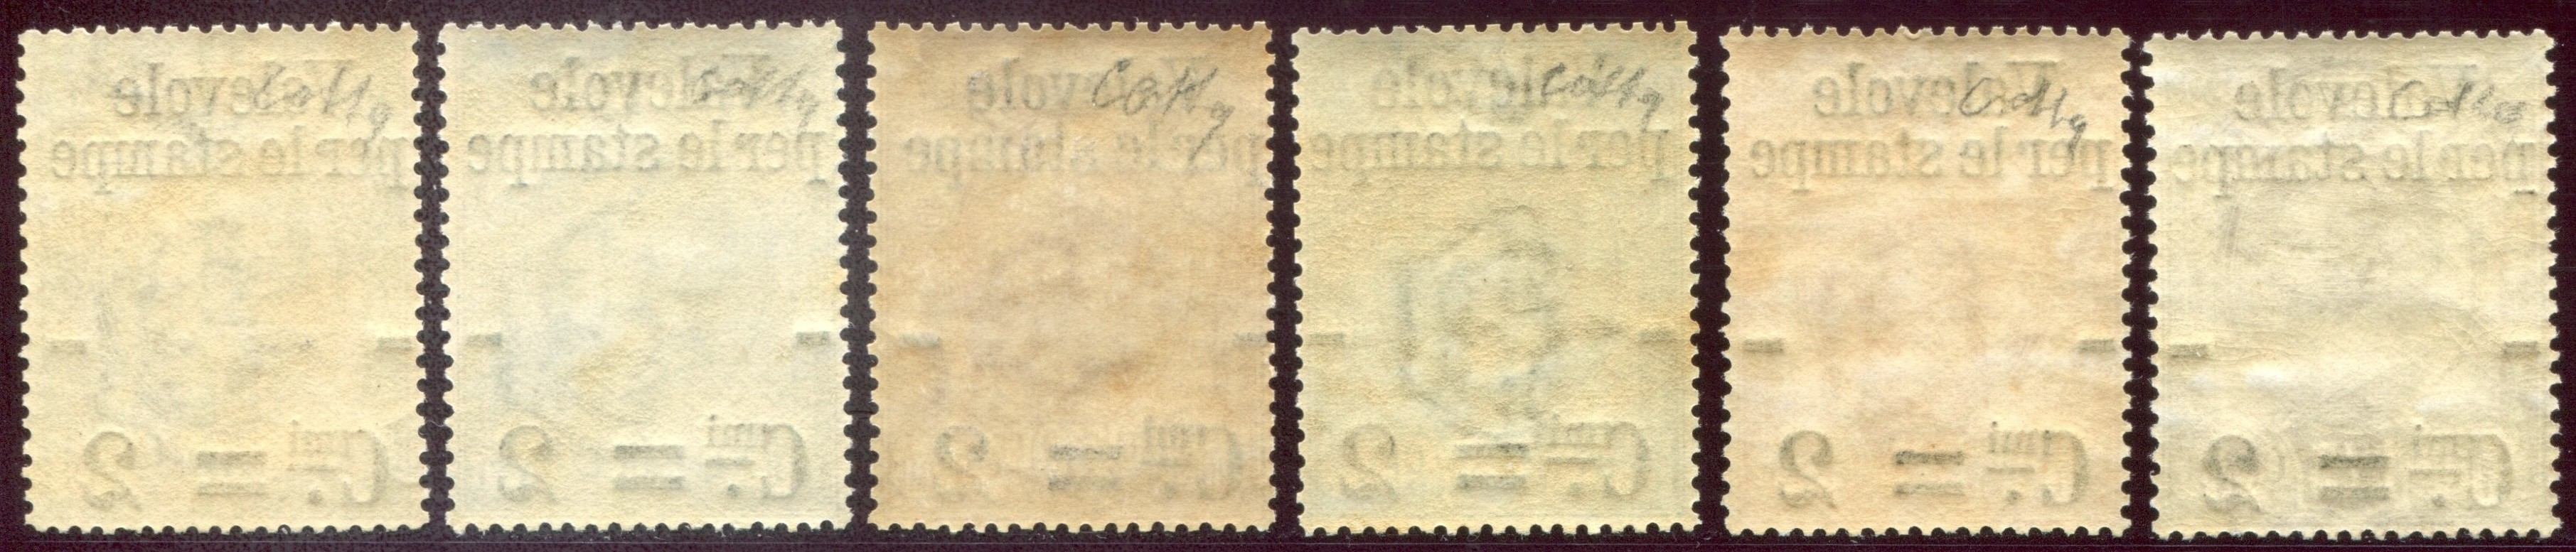 Valevole
per le stampe
Cmi. = 2
Valevole
per le stampe
Cmi. = 2
Valevole
per le stampe
Cmi. = 2
Valevole
per le stampe
Cmi. = 2
Valevole
per le stampe
Cmi. = 2
Valevole
per le stampe
Cmi. = 2